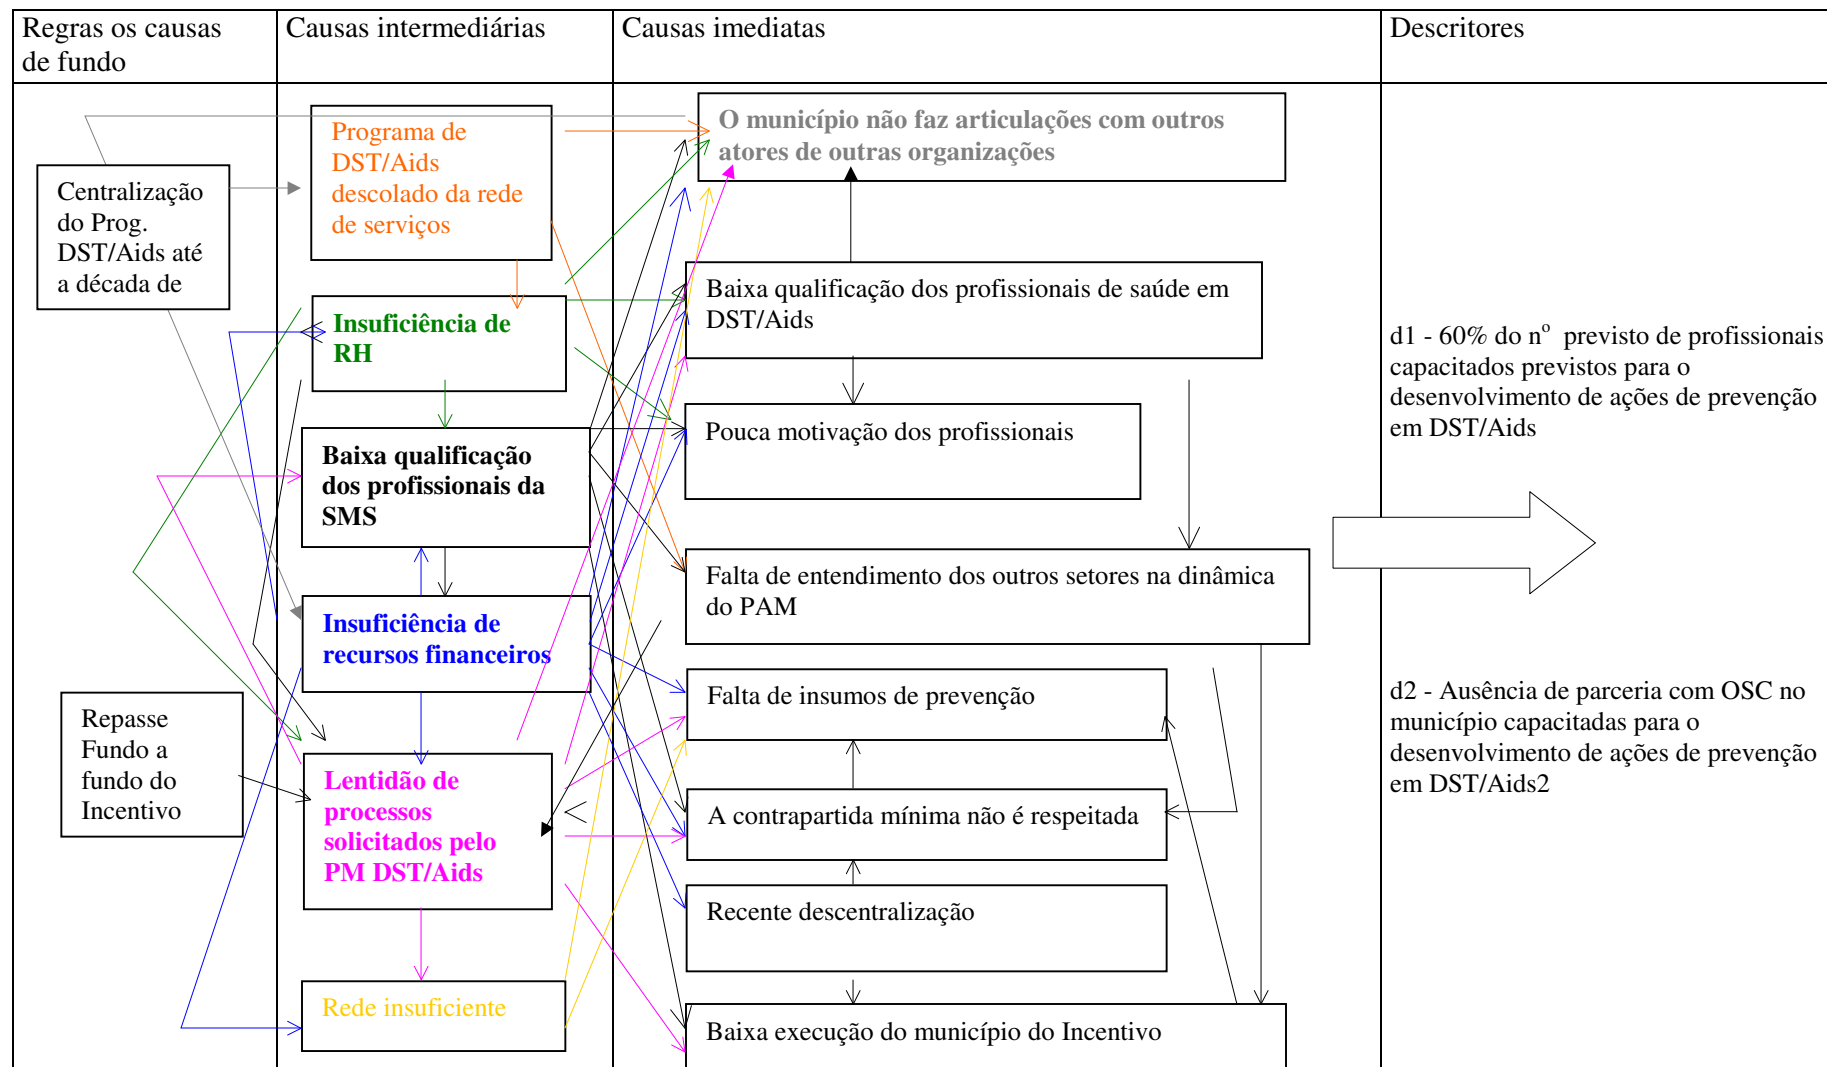 Regras os causas
de fundo
Causas intermediárias
Causas imediatas
Descritores
Centralização
do Prog.
DST/Aids até
a década de
Repasse
Fundo a
fundo do
Incentivo
Programa de
DST/Aids
descolado da rede
de serviços
Insuficiência de
RH
Baixa qualificação
dos profissionais da
SMS
Insuficiência de
recursos financeiros
Lentidão de
processos
solicitados pelo
PM DST/Aids
Rede insuficiente
O município não faz articulações com outros
atores de outras organizações
Baixa qualificação dos profissionais de saúde em
DST/Aids
Pouca motivação dos profissionais
Falta de entendimento dos outros setores na dinâmica
do PAM
Falta de insumos de prevenção
A contrapartida mínima não é respeitada
Recente descentralização
Baixa execução do município do Incentivo
d1 - 60% do nº previsto de profissionais
capacitados previstos para o
desenvolvimento de ações de prevenção
em DST/Aids
d2 - Ausência de parceria com OSC no
município capacitadas para o
desenvolvimento de ações de prevenção
em DST/Aids2